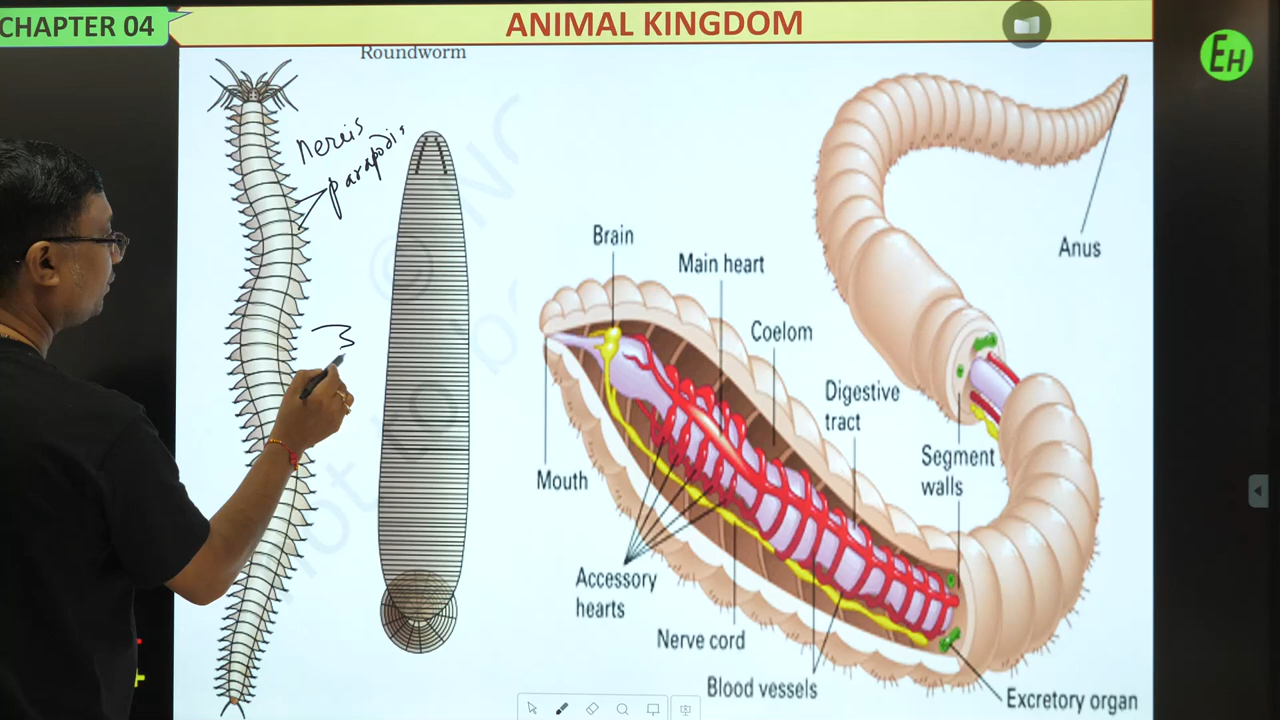 CHAPTER 04
ANIMAL KINGDOM
EH
Roundworm
Nereis
parapodi
Brain
Main heart
Coelom
Digestive
tract
Anus
Segment
walls
Mouth
Accessory
hearts
Nerve cord
Blood vessels
Excretory organ